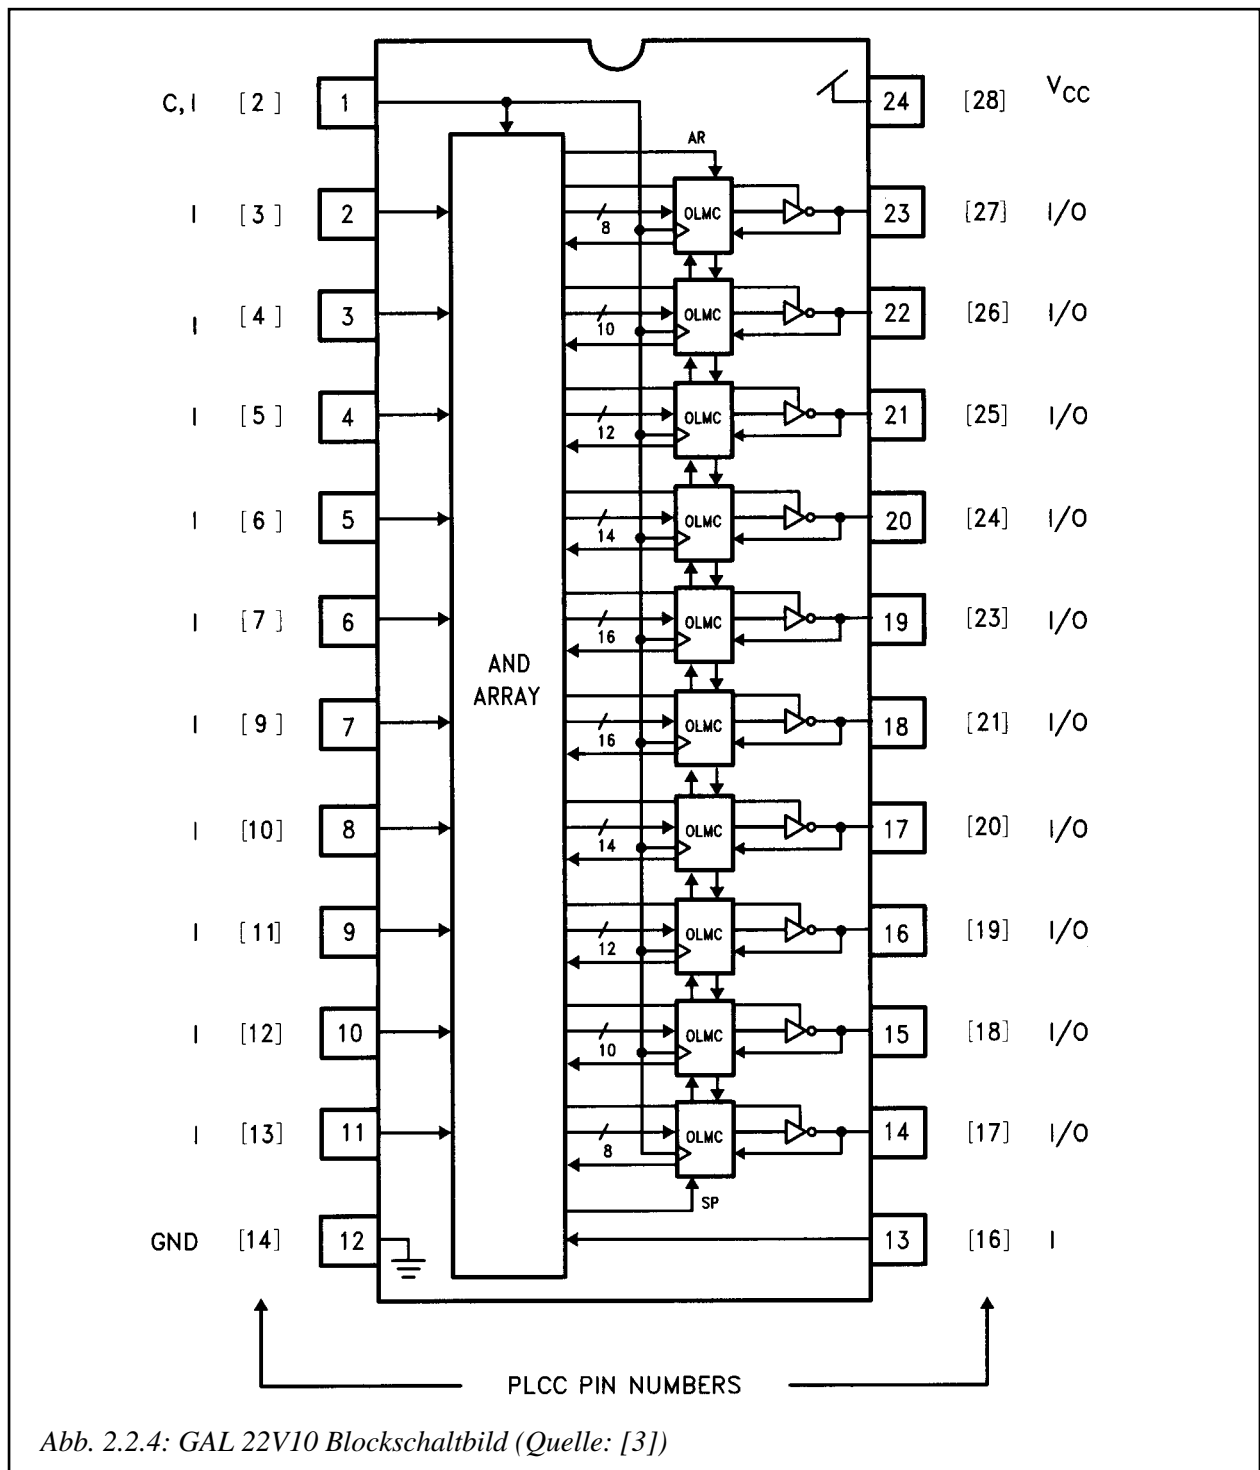 C, I [2] 1 24 [28] VCC
AR
I [3] 2 OLMC 23 [27] I/O
8
I [4] 3 OLMC 22 [26] I/O
10
I [5] 4 OLMC 21 [25] I/O
12
I [6] 5 OLMC 20 [24] I/O
14
I [7] 6 OLMC 19 [23] I/O
16
AND
ARRAY
I [9] 7 OLMC 18 [21] I/O
16
I [10] 8 OLMC 17 [20] I/O
14
I [11] 9 OLMC 16 [19] I/O
12
I [12] 10 OLMC 15 [18] I/O
10
I [13] 11 OLMC 14 [17] I/O
8
SP
GND [14] 12 13 [16] I
PLCC PIN NUMBERS
Abb. 2.2.4: GAL 22V10 Blockschaltbild (Quelle: [3])